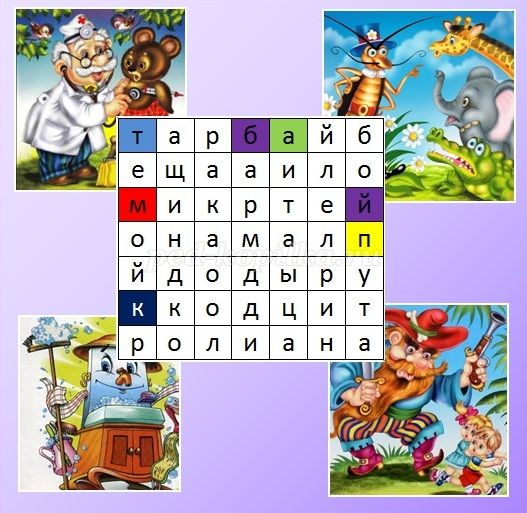 т а р б а й б
е щ а а и л о
м и к р т е й
о н а м а л п
й д о д ы р у
к к о д ц и т
р о л и а н а